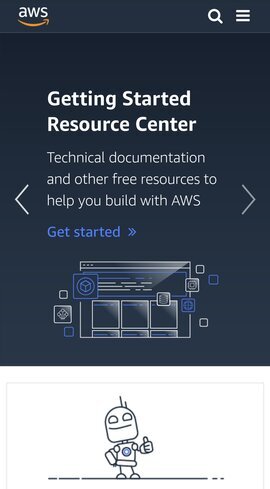 aws
Getting Started
Resource Center
Technical documentation
and other free resources to
help you build with AWS
Get started »